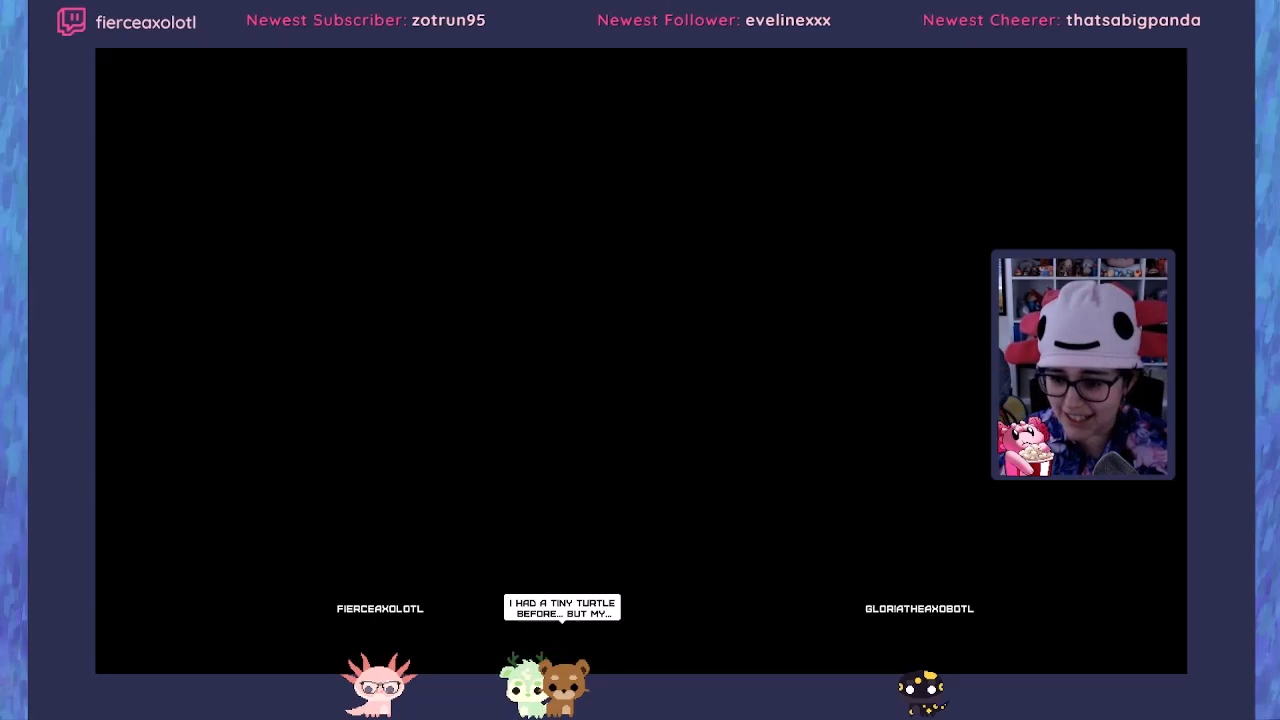 fierceaxolotl
Newest Subscriber: zotrun95
Newest Follower: evelinexxx
Newest Cheerer: thatsabigpanda
FIERCEAXOLOTL
I HAD A TINY TURTLE
BEFORE... BUT MY...
GLORIATHEAXOBOTL